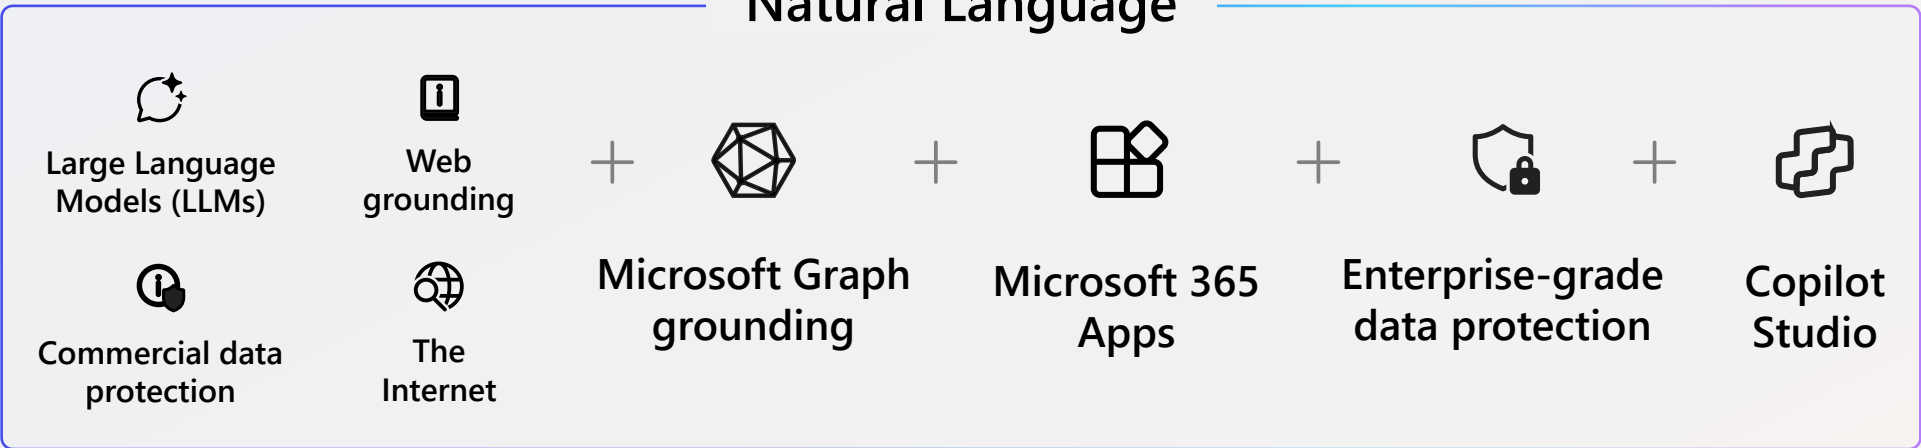 Natural Language
Large Language
Models (LLMs)
Web
grounding
Commercial data
protection
The
Internet
Microsoft Graph
grounding
Microsoft 365
Apps
Enterprise-grade
data protection
Copilot
Studio